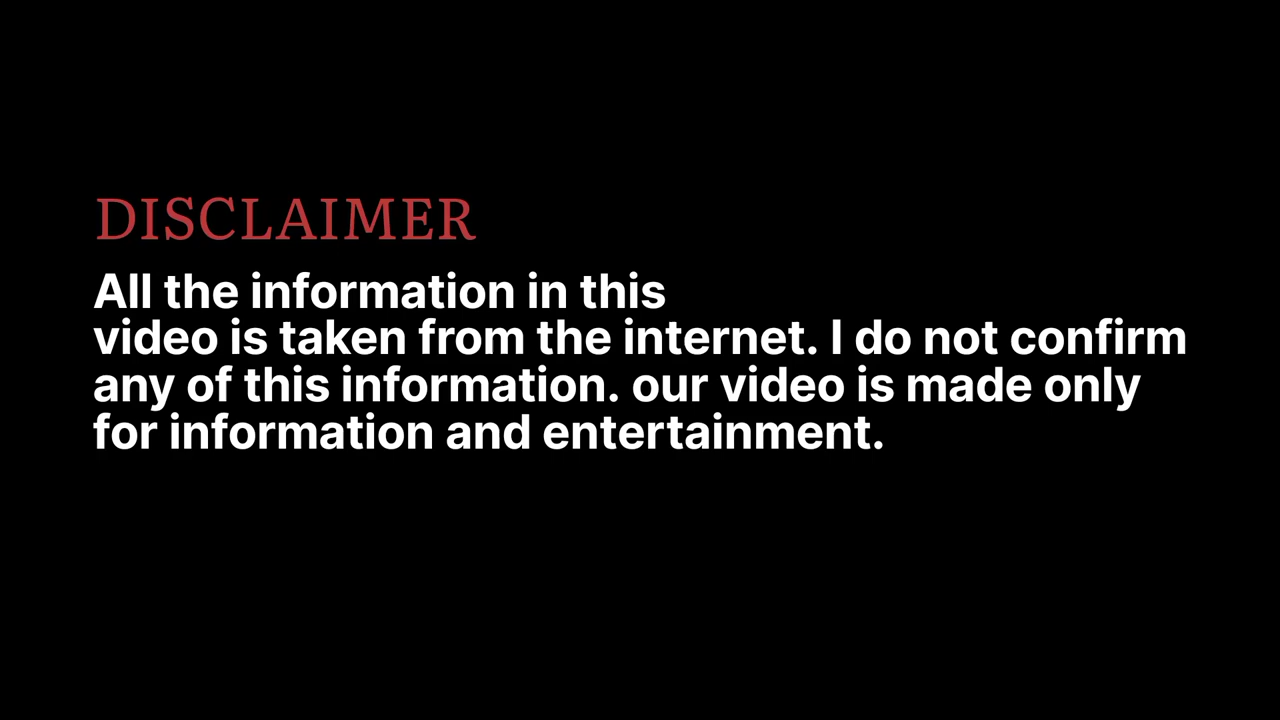 DISCLAIMER
All the information in this
video is taken from the internet. I do not confirm
any of this information. our video is made only
for information and entertainment.